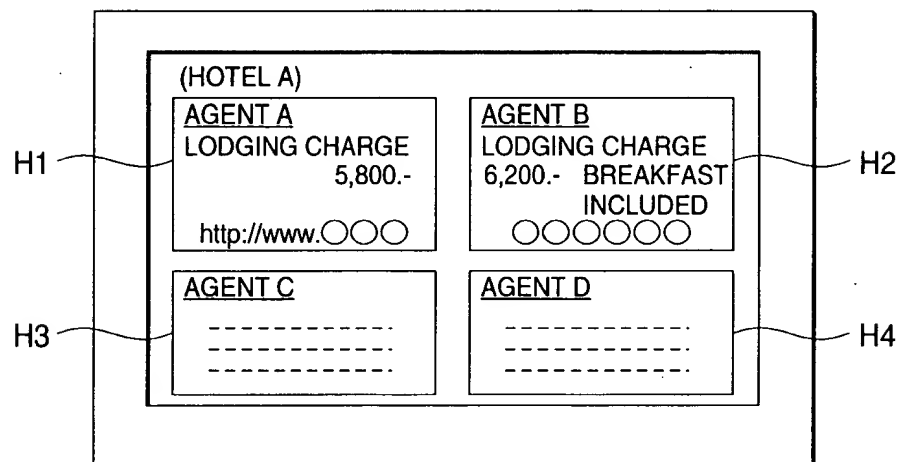 (HOTEL A)
AGENT A
LODGING CHARGE
5,800.-
http://www.○○○
H1
AGENT B
LODGING CHARGE
6,200.- BREAKFAST
INCLUDED
○○○○○○
H2
AGENT C
H3
AGENT D
H4